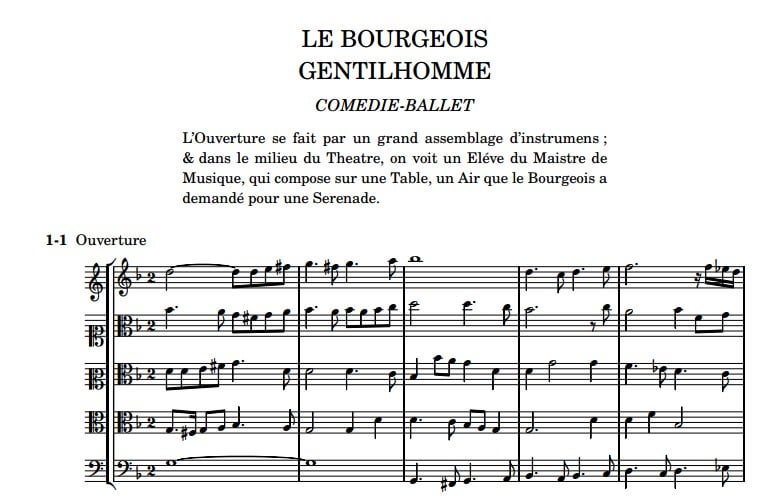 LE BOURGEOIS
GENTILHOMME
COMEDIE-BALLET
L'Ouverture se fait par un grand assemblage d'instrumens ;
& dans le milieu du Theatre, on voit un Eléve du Maistre de
Musique, qui compose sur une Table, un Air que le Bourgeois a
demandé pour une Serenade.
1-1 Ouverture